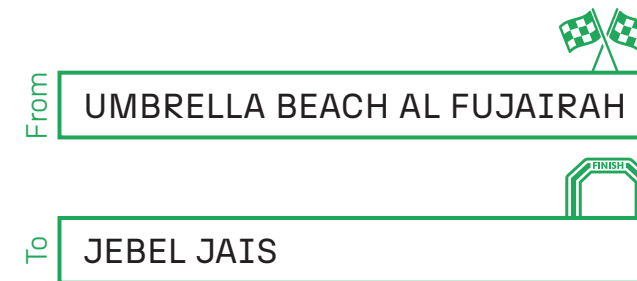 From
UMBRELLA BEACH AL FUJAIRAH
FINISH
To
JEBEL JAIS